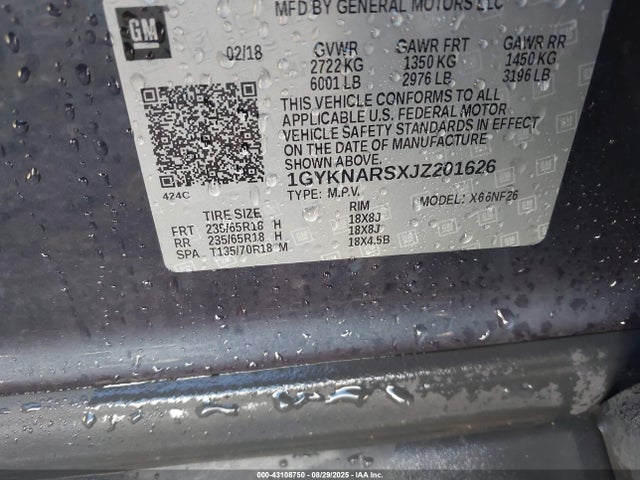 MFD BY GENERAL MOTORS LLC
GM
02/18 GVWR GAWR FRT GAWR RR
2722 KG 1350 KG 1450 KG
6001 LB 2976 LB 3196 LB
THIS VEHICLE CONFORMS TO ALL
APPLICABLE U.S. FEDERAL MOTOR
VEHICLE SAFETY STANDARDS IN EFFECT
ON THE DATE OF MANUFACTURE
SHOWN ABOVE.
1GYKNARSXJZ201626
424C TYPE: M.P.V. MODEL: X66NF26
TIRE SIZE RIM
FRT 235/65R18 H 18X8J
RR 235/65R18 H 18X8J
SPA T135/70R18 M 18X4.5B
000-43108750 - 08/29/2025 - © IAA Inc.